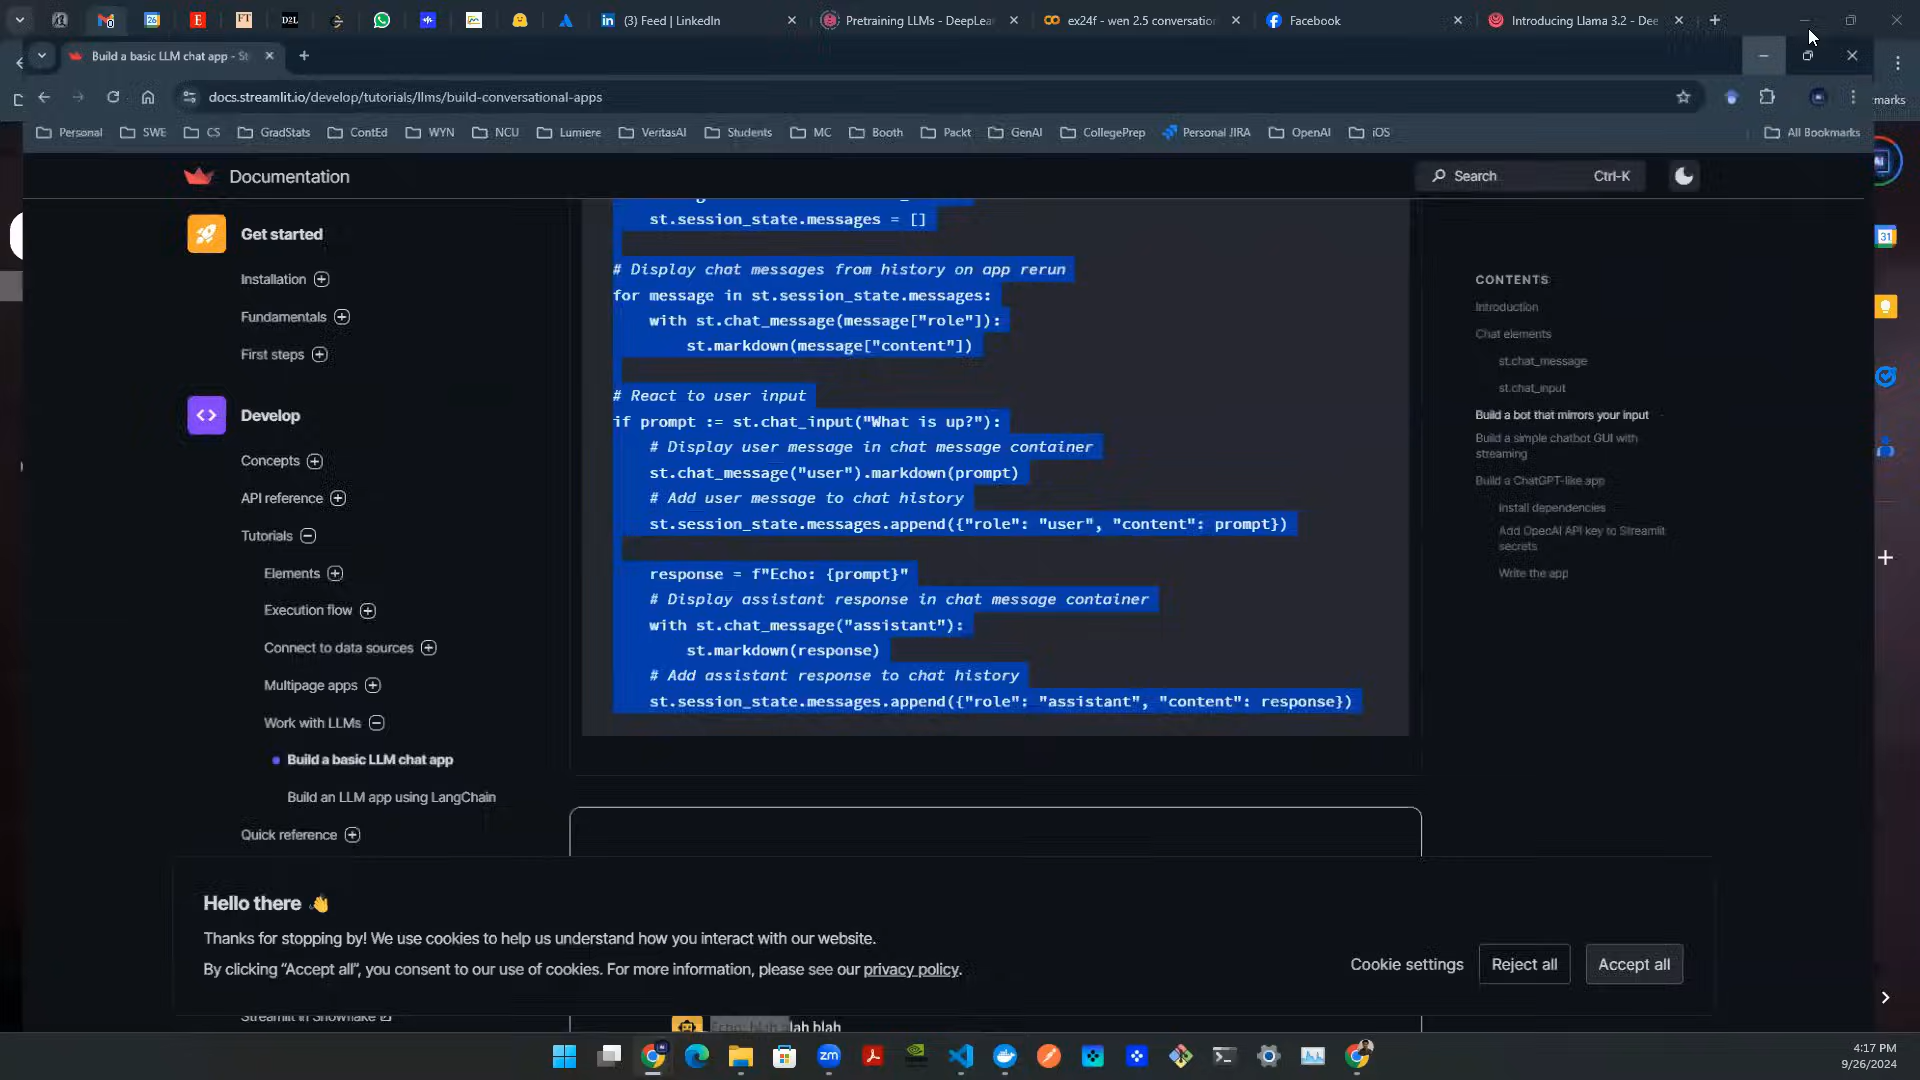 (3) Feed | LinkedIn
Pretraining LLMs - DeepLea
ex24f - wen 2.5 conversatio
Facebook
Introducing Llama 3.2 - Dee
Build a basic LLM chat app - St
docs.streamlit.io/develop/tutorials/llms/build-conversational-apps
marks
Personal SWE CS GradStats ContEd WYN NCU Lumiere VeritasAI Students MC Booth Packt GenAI CollegePrep Personal JIRA OpenAI iOS All Bookmarks
Documentation
Search Ctrl-K
Get started
Installation
Fundamentals
First steps
Develop
Concepts
API reference
Tutorials
Elements
Execution flow
Connect to data sources
Multipage apps
Work with LLMs
Build a basic LLM chat app
Build an LLM app using LangChain
Quick reference
Streamlit in Snowflake
st.session_state.messages = []
# Display chat messages from history on app rerun
for message in st.session_state.messages:
with st.chat_message(message["role"]):
st.markdown(message["content"])
# React to user input
if prompt := st.chat_input("What is up?"):
# Display user message in chat message container
st.chat_message("user").markdown(prompt)
# Add user message to chat history
st.session_state.messages.append({"role": "user", "content": prompt})
response = f"Echo: {prompt}"
# Display assistant response in chat message container
with st.chat_message("assistant"):
st.markdown(response)
# Add assistant response to chat history
st.session_state.messages.append({"role": "assistant", "content": response})
CONTENTS
Introduction
Chat elements
st.chat_message
st.chat_input
Build a bot that mirrors your input
Build a simple chatbot GUI with
streaming
Build a ChatGPT-like app
Install dependencies
Add OpenAI API key to Streamlit
secrets
Write the app
Hello there
Thanks for stopping by! We use cookies to help us understand how you interact with our website.
By clicking "Accept all", you consent to our use of cookies. For more information, please see our privacy policy.
Cookie settings
Reject all
Accept all
Echo: blah blah blah
4:17 PM
9/26/2024